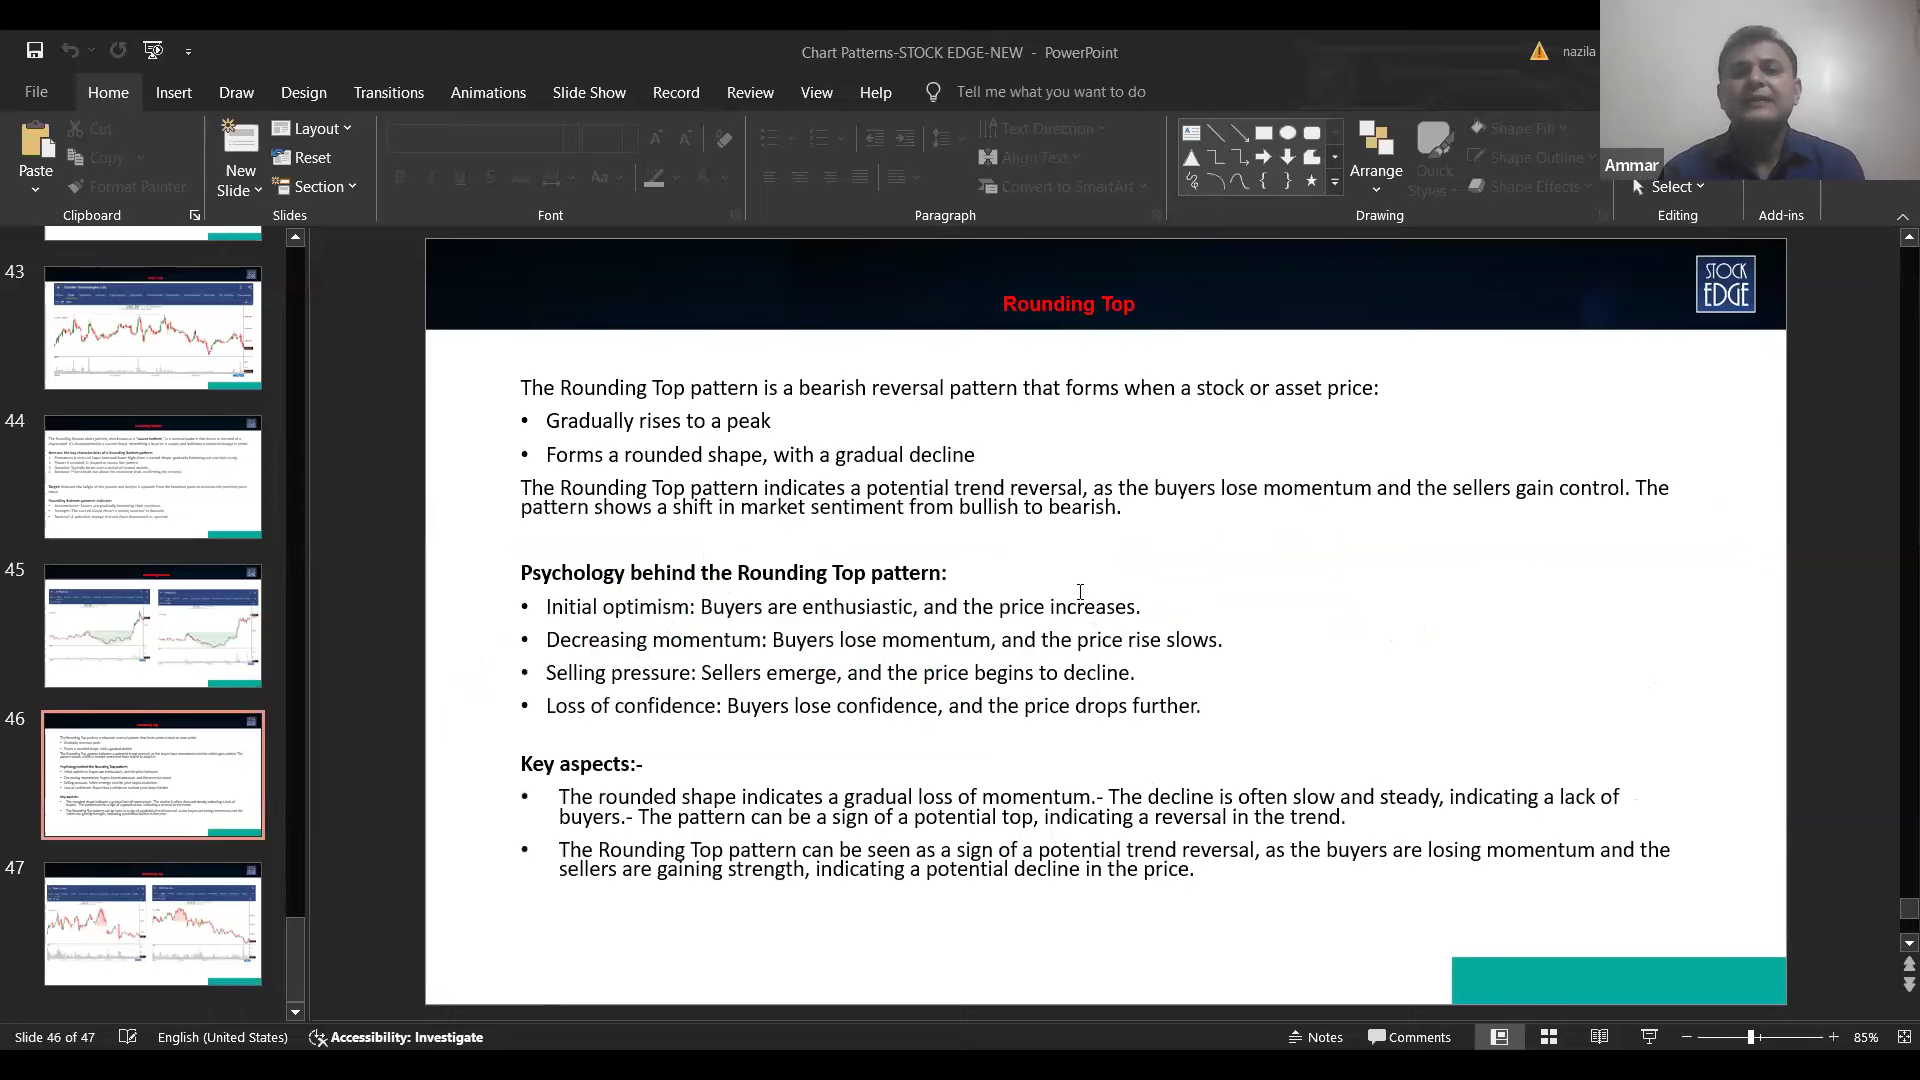 Chart Patterns-STOCK EDGE-NEW - PowerPoint
nazila
File Home Insert Draw Design Transitions Animations Slide Show Record Review View Help Tell me what you want to do
Paste
Cut
Copy
Format Painter
Clipboard
New
Slide
Layout
Reset
Section
Slides
Font
Text Direction
Align Text
Convert to SmartArt
Paragraph
Arrange
Quick
Styles
Shape Fill
Shape Outline
Shape Effects
Drawing
Select
Editing
Add-ins
Ammar
43
44
45
46
47
STOCK
EDGE
Rounding Top
The Rounding Top pattern is a bearish reversal pattern that forms when a stock or asset price:
• Gradually rises to a peak
• Forms a rounded shape, with a gradual decline
The Rounding Top pattern indicates a potential trend reversal, as the buyers lose momentum and the sellers gain control. The
pattern shows a shift in market sentiment from bullish to bearish.
Psychology behind the Rounding Top pattern:
• Initial optimism: Buyers are enthusiastic, and the price increases.
• Decreasing momentum: Buyers lose momentum, and the price rise slows.
• Selling pressure: Sellers emerge, and the price begins to decline.
• Loss of confidence: Buyers lose confidence, and the price drops further.
Key aspects:-
• The rounded shape indicates a gradual loss of momentum.- The decline is often slow and steady, indicating a lack of
buyers.- The pattern can be a sign of a potential top, indicating a reversal in the trend.
• The Rounding Top pattern can be seen as a sign of a potential trend reversal, as the buyers are losing momentum and the
sellers are gaining strength, indicating a potential decline in the price.
Slide 46 of 47 English (United States) Accessibility: Investigate Notes Comments 85%